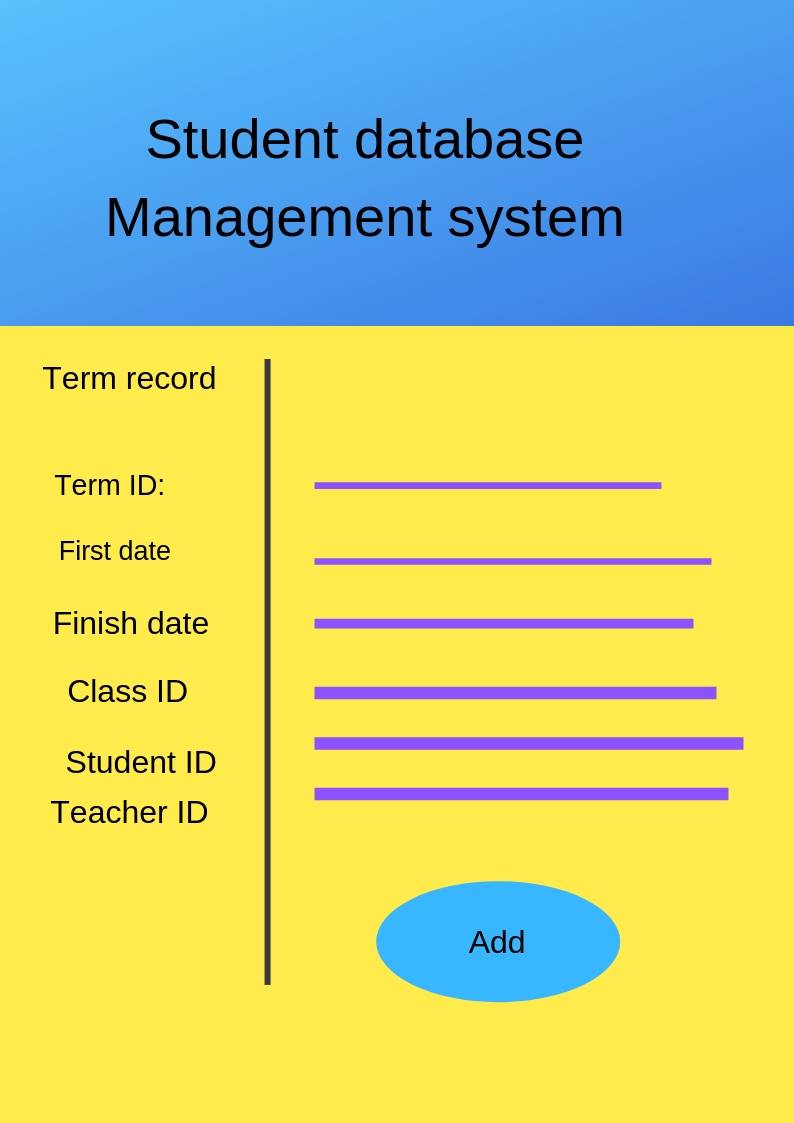 Student database
Management system
Term record
Term ID:
First date
Finish date
Class ID
Student ID
Teacher ID
Add